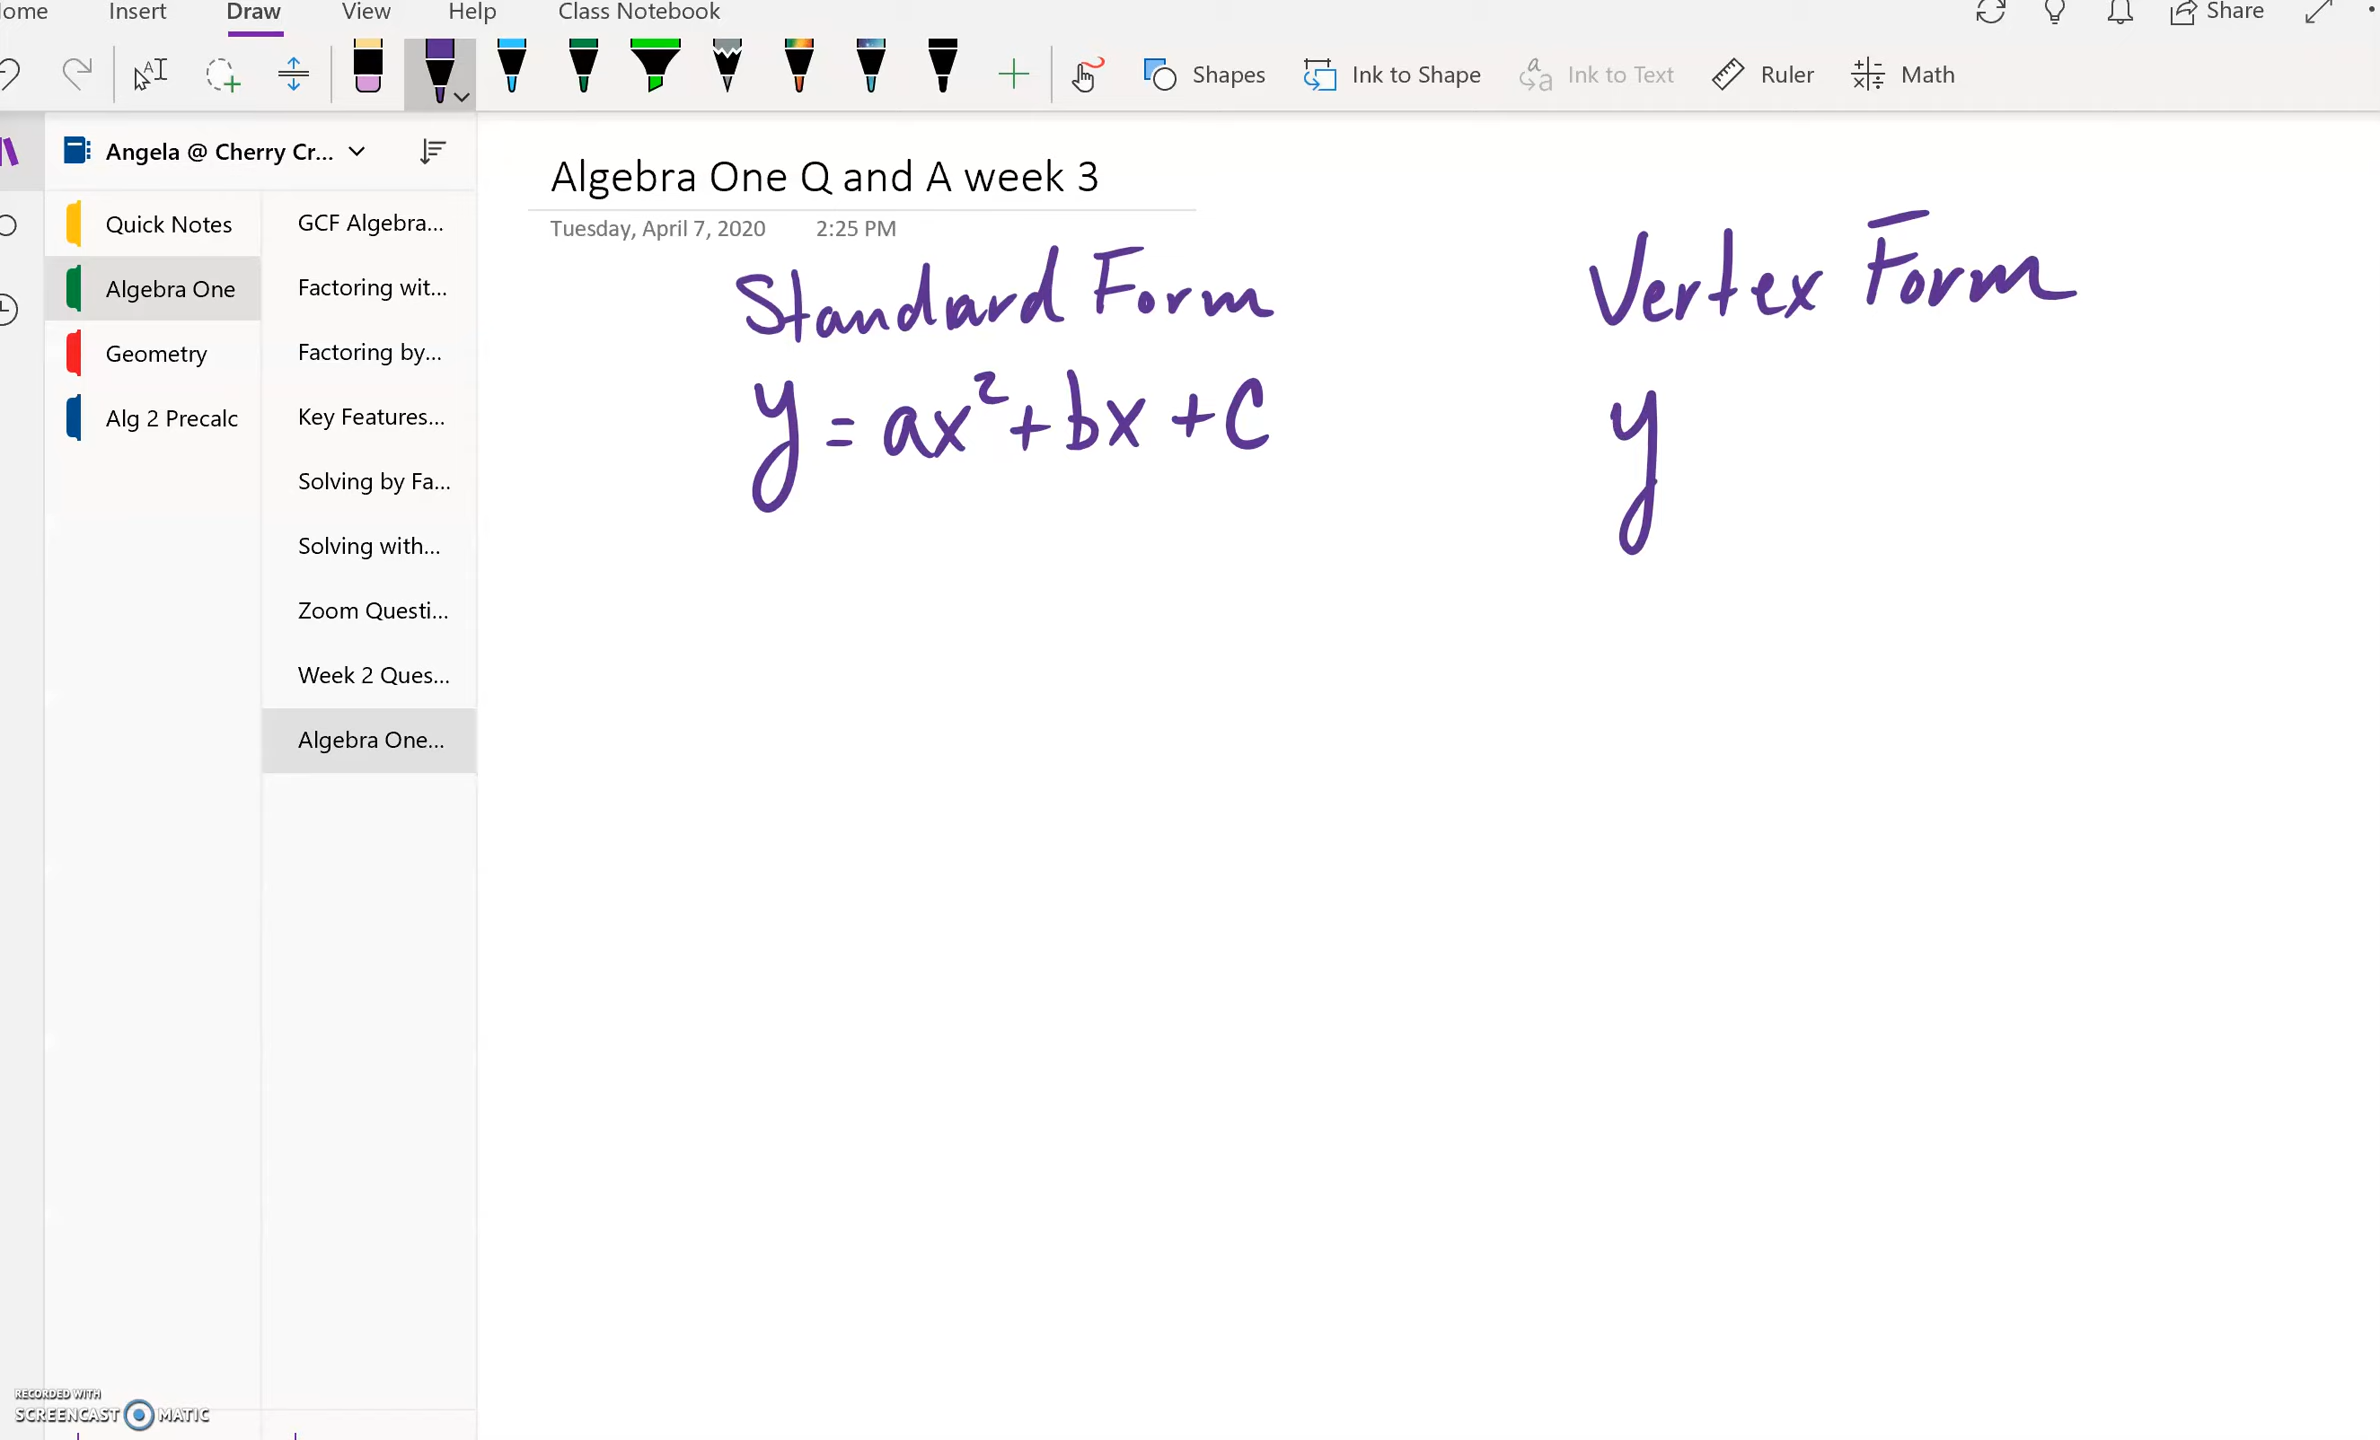 ome Insert Draw View Help Class Notebook
Share
Shapes Ink to Shape Ink to Text Ruler Math
Angela @ Cherry Cr...
Quick Notes
Algebra One
Geometry
Alg 2 Precalc
GCF Algebra...
Factoring wit...
Factoring by...
Key Features...
Solving by Fa...
Solving with...
Zoom Questi...
Week 2 Ques...
Algebra One...
Algebra One Q and A week 3
Tuesday, April 7, 2020 2:25 PM
Standard Form
y = ax² + bx + c
Vertex Form
y
RECORDED WITH
SCREENCAST MATIC